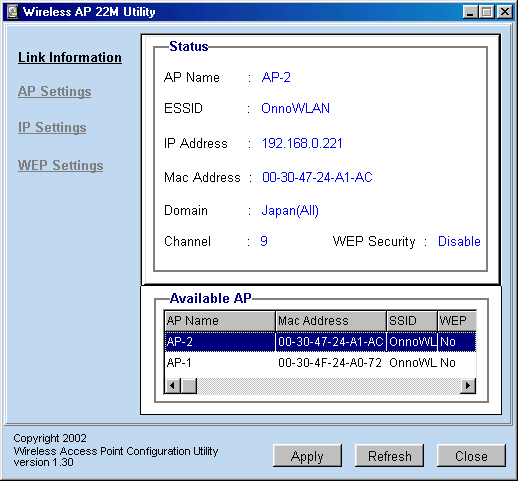 Wireless AP 22M Utility
Link Information
AP Settings
IP Settings
WEP Settings
Status
AP Name : AP-2
ESSID : OnnoWLAN
IP Address : 192.168.0.221
Mac Address : 00-30-47-24-A1-AC
Domain : Japan(All)
Channel : 9 WEP Security : Disable
Available AP
AP Name Mac Address SSID WEP
AP-2 00-30-47-24-A1-AC OnnoWL No
AP-1 00-30-4F-24-A0-72 OnnoWL No
Copyright 2002
Wireless Access Point Configuration Utility
version 1.30
Apply Refresh Close